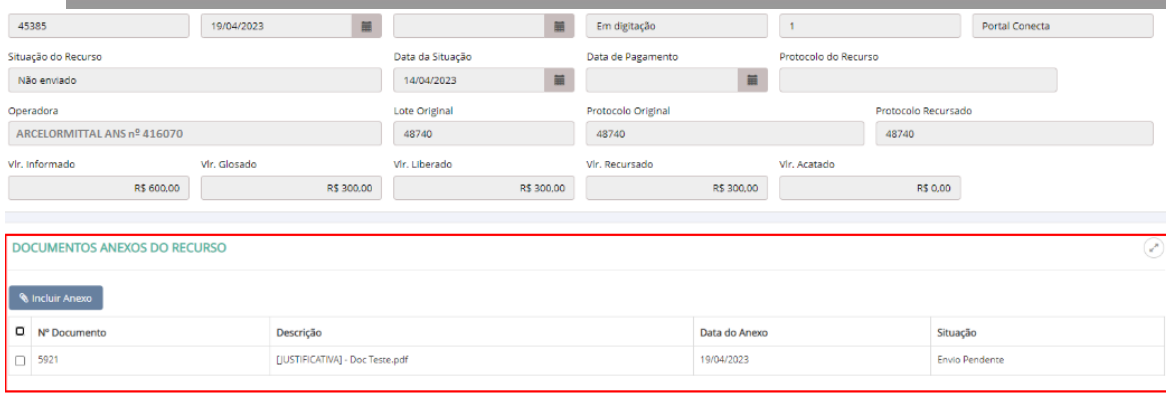 45385 19/04/2023 Em digitação 1 Portal Conecta
Situação do Recurso Data da Situação Data de Pagamento Protocolo do Recurso
Não enviado 14/04/2023
Operadora Lote Original Protocolo Original Protocolo Recursado
ARCELORMITTAL ANS nº 416070 48740 48740 48740
Vlr. Informado Vlr. Glosado Vlr. Liberado Vlr. Recursado Vlr. Acatado
R$ 600,00 R$ 300,00 R$ 300,00 R$ 300,00 R$ 0,00
DOCUMENTOS ANEXOS DO RECURSO
Incluir Anexo
Nº Documento Descrição Data do Anexo Situação
5921 [JUSTIFICATIVA] - Doc Teste.pdf 19/04/2023 Envio Pendente